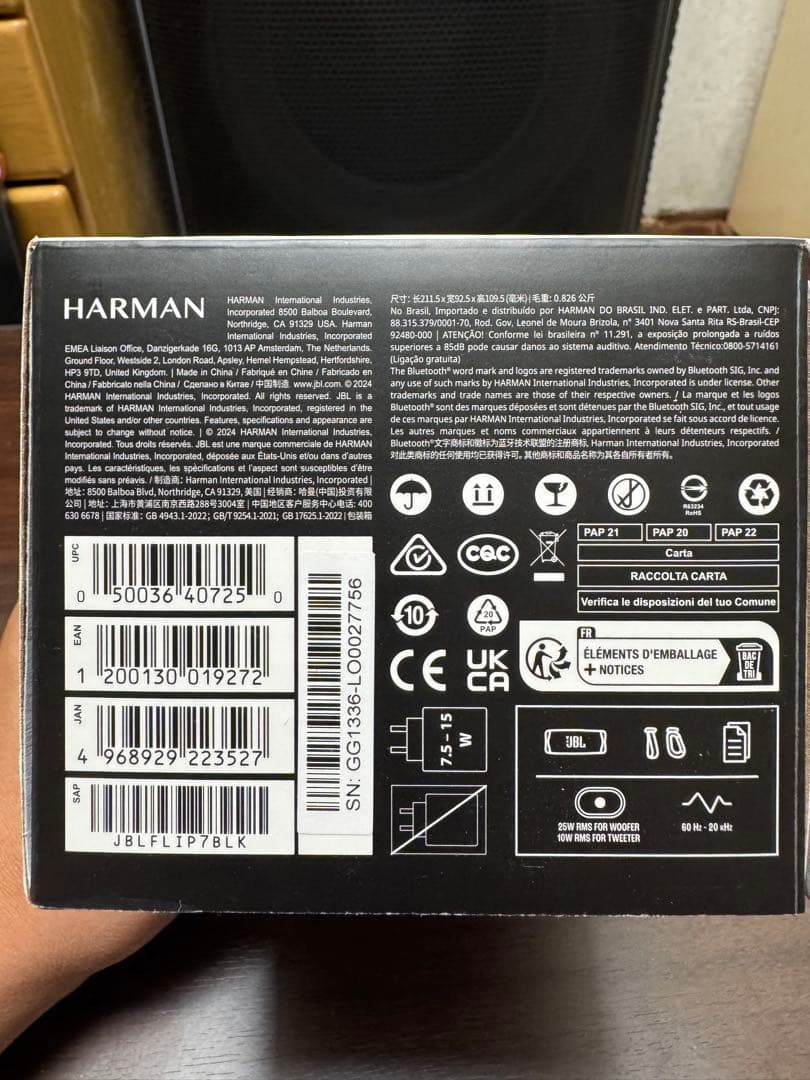 HARMAN
HARMAN International Industries,
Incorporated 8500 Balboa Boulevard,
Northridge, CA 91329 USA. Harman
International Industries, Incorporated
EMEA Liaison Office, Danzigerkade 16G, 1013 AP Amsterdam, The Netherlands.
Ground Floor, Westside 2, London Road, Apsley, Hemel Hempstead, Hertfordshire,
HP3 9TD, United Kingdom. | Made in China / Fabriqué en Chine / Fabricado en
China / Fabbricato nella China / Сделано в Китае / 中国制造. www.jbl.com. © 2024
HARMAN International Industries, Incorporated. All rights reserved. JBL is a
trademark of HARMAN International Industries, Incorporated, registered in the
United States and/or other countries. Features, specifications and appearance are
subject to change without notice. | © 2024 HARMAN International Industries,
Incorporated. Tous droits réservés. JBL est une marque commerciale de HARMAN
International Industries, Incorporated, déposée aux États-Unis et/ou dans d'autres
pays. Les caractéristiques, les spécifications et l'aspect sont susceptibles d'être
modifiés sans préavis. / 制造商: Harman International Industries, Incorporated |
地址: 8500 Balboa Blvd, Northridge, CA 91329, 美国 | 经销商: 哈曼(中国)投资有限公
司 | 地址: 上海市黄浦区南京西路288号3004室 | 中国地区客户服务中心电话: 400
630 6678 | 国家标准: GB 4943.1-2022; GB/T 9254.1-2021; GB 17625.1-2022 | 包装箱
尺寸: 长211.5 x 宽92.5 x 高109.5 (毫米) | 毛重: 0.826 公斤
No Brasil, Importado e distribuído por HARMAN DO BRASIL IND. ELET. e PART. Ltda, CNPJ:
88.315.379/0001-70, Rod. Gov, Leonel de Moura Brizola, n° 3401 Nova Santa Rita RS-Brasil-CEP
92480-000 | ATENÇÃO! Conforme lei brasileira n° 11.291, a exposição prolongada a ruídos
superiores a 85dB pode causar danos ao sistema auditivo. Atendimento Técnico:0800-5714161
(Ligação gratuita)
The Bluetooth® word mark and logos are registered trademarks owned by Bluetooth SIG, Inc. and
any use of such marks by HARMAN International Industries, Incorporated is under license. Other
trademarks and trade names are those of their respective owners. / La marque et les logos
Bluetooth® sont des marques déposées et sont détenues par the Bluetooth SIG, Inc., et tout usage
de ces marques par HARMAN International Industries, Incorporated se fait sous accord de licence.
Les autres marques et noms commerciaux appartiennent à leurs détenteurs respectifs. /
Bluetooth®文字商标和徽标为蓝牙技术联盟的注册商标, Harman International Industries, Incorporated
对此类商标的任何使用均已获得许可。其他商标和商品名称为其各自所有者所有。
R63234
RoHS
CQC
PAP 21
PAP 20
PAP 22
Carta
RACCOLTA CARTA
Verifica le disposizioni del tuo Comune
10
20
PAP
CE
UK
CA
FR
ÉLÉMENTS D'EMBALLAGE
+ NOTICES
BAC
DE
TRI
UPC
0 50036 40725 0
EAN
1 200130 019272
JAN
4 968929 223527
SAP
JBLFLIP7BLK
SN: GG1336-LO0027756
7.5 – 15
W
JBL
25W RMS FOR WOOFER
10W RMS FOR TWEETER
60 Hz - 20 kHz